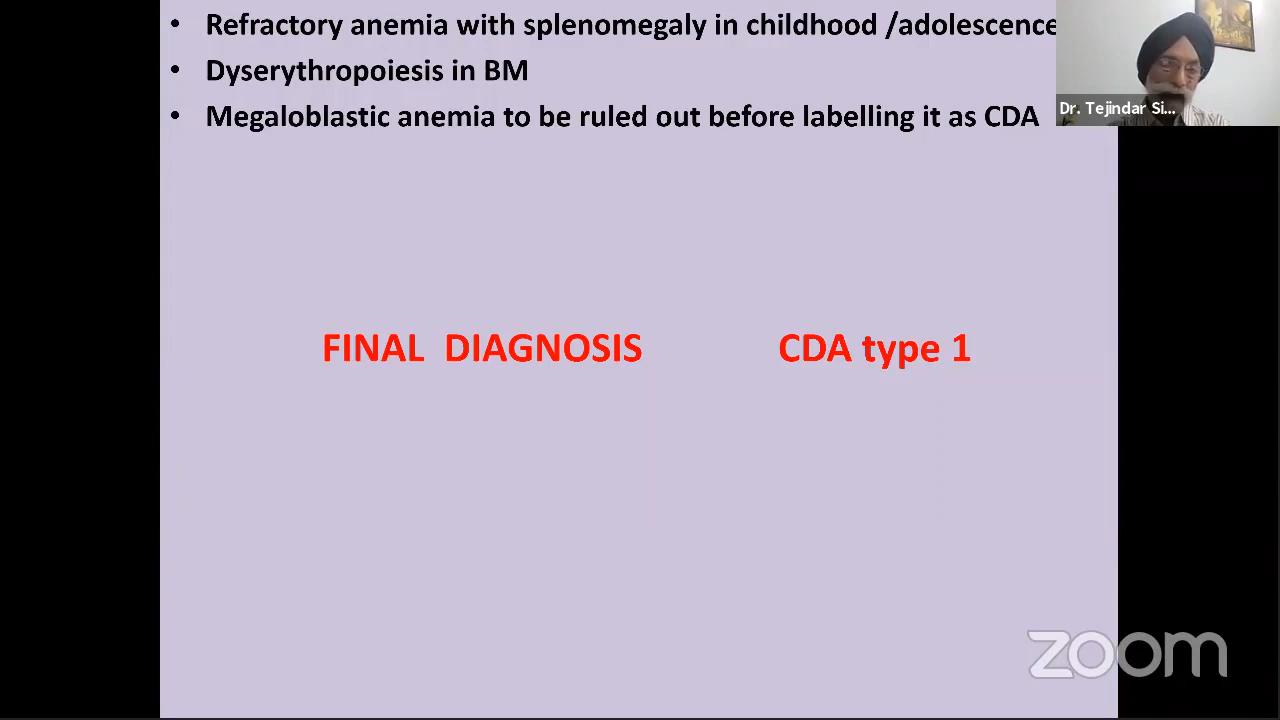 • Refractory anemia with splenomegaly in childhood /adolescence
• Dyserythropoiesis in BM
• Megaloblastic anemia to be ruled out before labelling it as CDA
Dr. Tejindar Si...
FINAL DIAGNOSIS CDA type 1
zoom